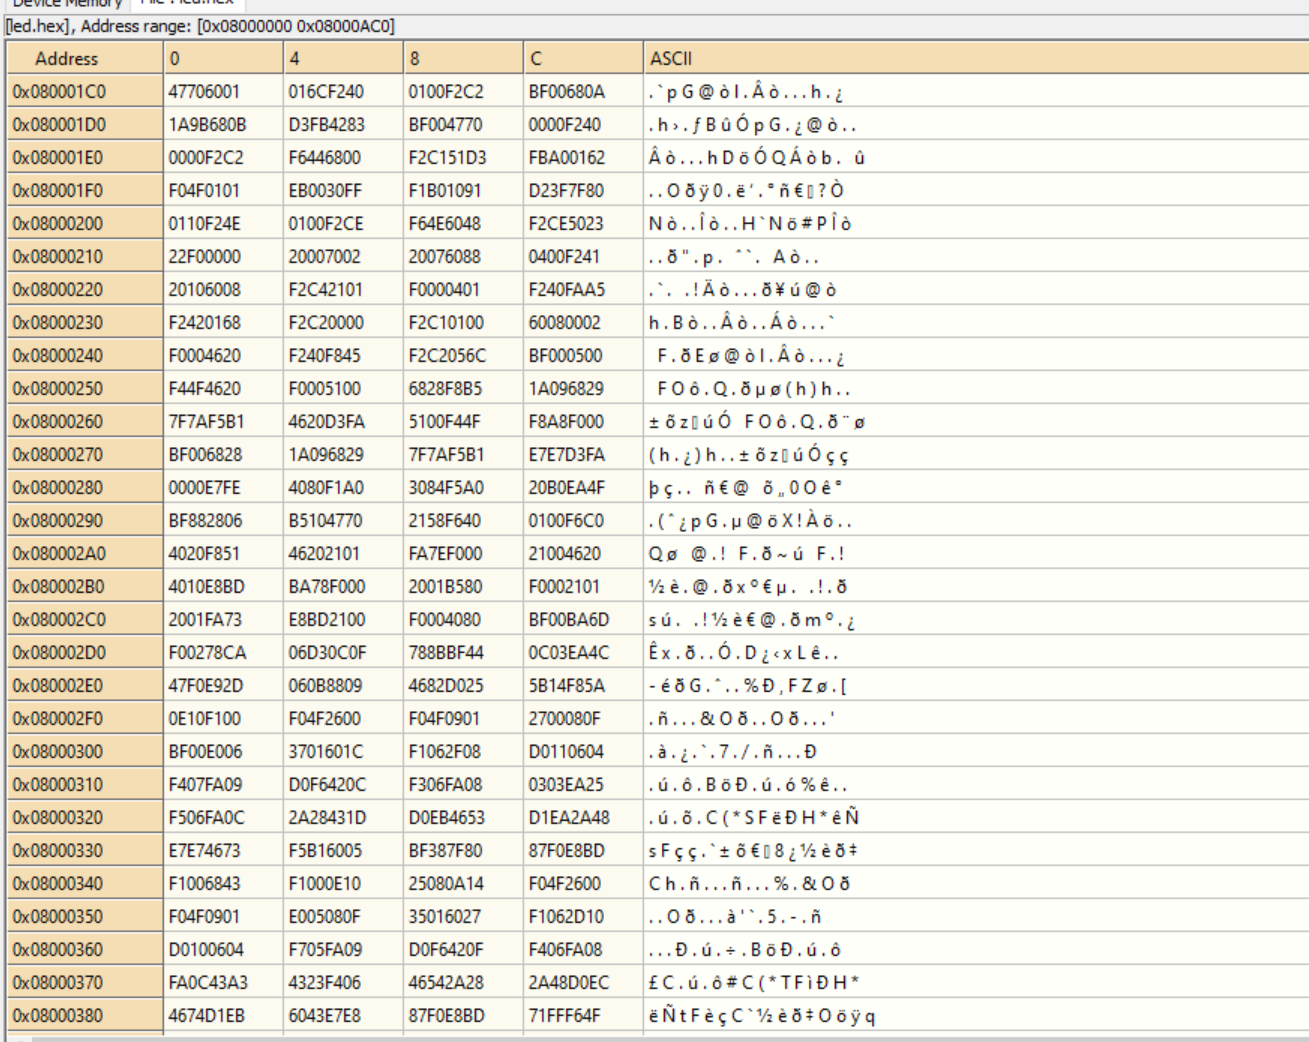 Device Memory File : led.hex
[led.hex], Address range: [0x08000000 0x08000AC0]
Address 0 4 8 C ASCII
0x080001C0 47706001 016CF240 0100F2C2 BF00680A .`pG@òl.Âò...h.¿
0x080001D0 1A9B680B D3FB4283 BF004770 0000F240 .h›.ƒBûÓpG.¿@ò..
0x080001E0 0000F2C2 F6446800 F2C151D3 FBA00162 Âò...hDöÓQÁòb. û
0x080001F0 F04F0101 EB0030FF F1B01091 D23F7F80 ..Oðÿ0.ë‘.°ñ€▯?Ò
0x08000200 0110F24E 0100F2CE F64E6048 F2CE5023 Nò..Îò..H`Nö#PÎò
0x08000210 22F00000 20007002 20076088 0400F241 ..ð".p. ˆ`. Aò..
0x08000220 20106008 F2C42101 F0000401 F240FAA5 .`. .!Äò...ð¥ú@ò
0x08000230 F2420168 F2C20000 F2C10100 60080002 h.Bò..Âò..Áò...`
0x08000240 F0004620 F240F845 F2C2056C BF000500 F.ðEø@òl.Âò...¿
0x08000250 F44F4620 F0005100 6828F8B5 1A096829 FOô.Q.ðµø(h)h..
0x08000260 7F7AF5B1 4620D3FA 5100F44F F8A8F000 ±õz▯úÓ FOô.Q.ð¨ø
0x08000270 BF006828 1A096829 7F7AF5B1 E7E7D3FA (h.¿)h..±õz▯úÓçç
0x08000280 0000E7FE 4080F1A0 3084F5A0 20B0EA4F þç.. ñ€@ õ„0Oê°
0x08000290 BF882806 B5104770 2158F640 0100F6C0 .(ˆ¿pG.µ@öX!Àö..
0x080002A0 4020F851 46202101 FA7EF000 21004620 Qø @.! F.ð~ú F.!
0x080002B0 4010E8BD BA78F000 2001B580 F0002101 ½è.@.ðxº€µ. .!.ð
0x080002C0 2001FA73 E8BD2100 F0004080 BF00BA6D sú. .!½è€@.ðmº.¿
0x080002D0 F00278CA 06D30C0F 788BBF44 0C03EA4C Êx.ð..Ó.D¿‹xLê..
0x080002E0 47F0E92D 060B8809 4682D025 5B14F85A -éðG.ˆ..%Ð‚FZø.[
0x080002F0 0E10F100 F04F2600 F04F0901 2700080F .ñ...&Oð..Oð...'
0x08000300 BF00E006 3701601C F1062F08 D0110604 .à.¿.`.7./.ñ...Ð
0x08000310 F407FA09 D0F6420C F306FA08 0303EA25 .ú.ô.BöÐ.ú.ó%ê..
0x08000320 F506FA0C 2A28431D D0EB4653 D1EA2A48 .ú.õ.C(*SFëÐH*êÑ
0x08000330 E7E74673 F5B16005 BF387F80 87F0E8BD sFçç.`±õ€▯8¿½èð‡
0x08000340 F1006843 F1000E10 25080A14 F04F2600 Ch.ñ...ñ...%.&Oð
0x08000350 F04F0901 E005080F 35016027 F1062D10 ..Oð...à'`.5.-.ñ
0x08000360 D0100604 F705FA09 D0F6420F F406FA08 ...Ð.ú.÷.BöÐ.ú.ô
0x08000370 FA0C43A3 4323F406 46542A28 2A48D0EC £C.ú.ô#C(*TFìÐH*
0x08000380 4674D1EB 6043E7E8 87F0E8BD 71FFF64F ëÑtFèçC`½èð‡Oöÿq